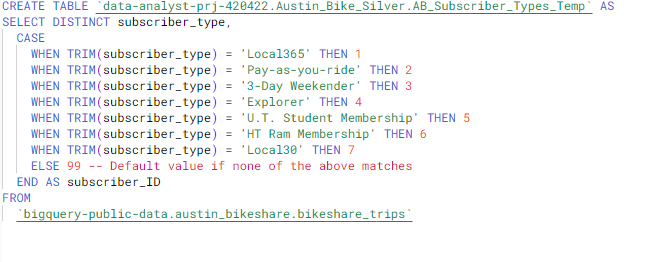 CREATE TABLE `data-analyst-prj-420422.Austin_Bike_Silver.AB_Subscriber_Types_Temp` AS
SELECT DISTINCT subscriber_type,
  CASE
    WHEN TRIM(subscriber_type) = 'Local365' THEN 1
    WHEN TRIM(subscriber_type) = 'Pay-as-you-ride' THEN 2
    WHEN TRIM(subscriber_type) = '3-Day Weekender' THEN 3
    WHEN TRIM(subscriber_type) = 'Explorer' THEN 4
    WHEN TRIM(subscriber_type) = 'U.T. Student Membership' THEN 5
    WHEN TRIM(subscriber_type) = 'HT Ram Membership' THEN 6
    WHEN TRIM(subscriber_type) = 'Local30' THEN 7
    ELSE 99 -- Default value if none of the above matches
  END AS subscriber_ID
FROM
  `bigquery-public-data.austin_bikeshare.bikeshare_trips`